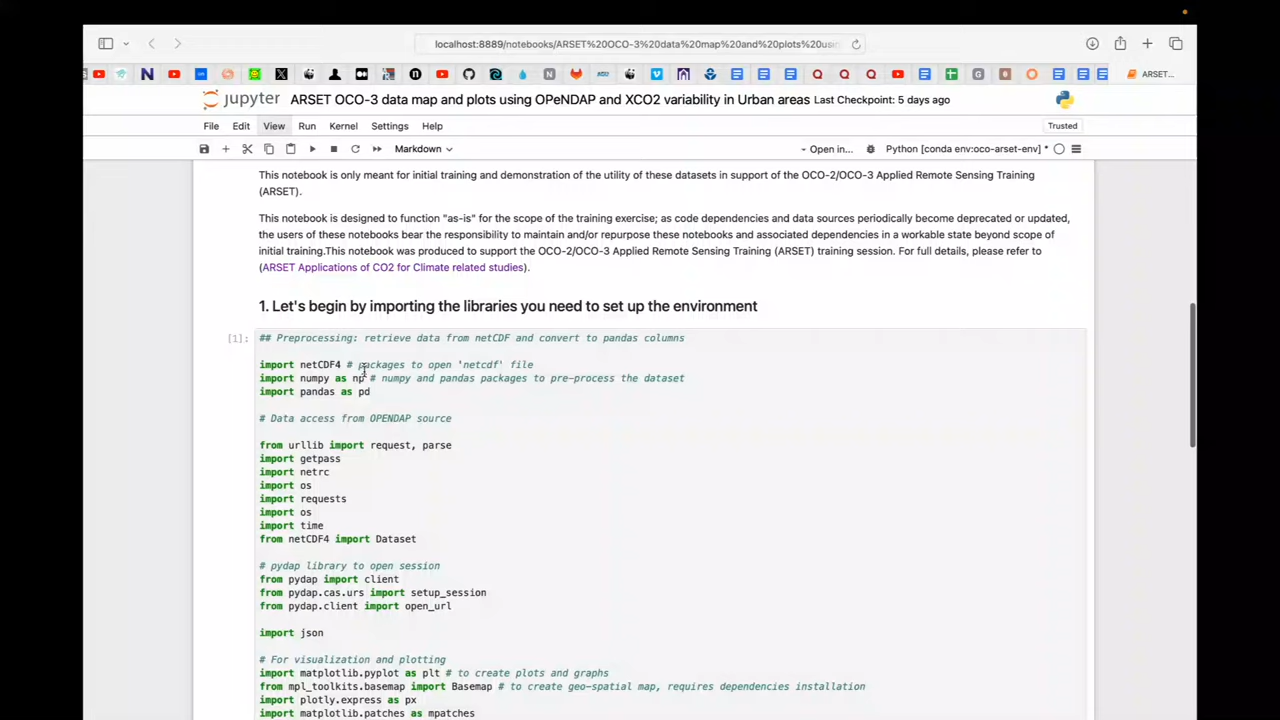 localhost:8889/notebooks/ARSET%20OCO-3%20data%20map%20and%20plots%20usin
ARSET...
jupyter ARSET OCO-3 data map and plots using OPeNDAP and XCO2 variability in Urban areas Last Checkpoint: 5 days ago
File Edit View Run Kernel Settings Help Trusted
Markdown Open in... Python [conda env:oco-arset-env] *
This notebook is only meant for initial training and demonstration of the utility of these datasets in support of the OCO-2/OCO-3 Applied Remote Sensing Training
(ARSET).
This notebook is designed to function "as-is" for the scope of the training exercise; as code dependencies and data sources periodically become deprecated or updated,
the users of these notebooks bear the responsibility to maintain and/or repurpose these notebooks and associated dependencies in a workable state beyond scope of
initial training.This notebook was produced to support the OCO-2/OCO-3 Applied Remote Sensing Training (ARSET) training session. For full details, please refer to
(ARSET Applications of CO2 for Climate related studies).
1. Let's begin by importing the libraries you need to set up the environment
[1]: ## Preprocessing: retrieve data from netCDF and convert to pandas columns
import netCDF4 # packages to open 'netcdf' file
import numpy as np # numpy and pandas packages to pre-process the dataset
import pandas as pd
# Data access from OPENDAP source
from urllib import request, parse
import getpass
import netrc
import os
import requests
import os
import time
from netCDF4 import Dataset
# pydap library to open session
from pydap import client
from pydap.cas.urs import setup_session
from pydap.client import open_url
import json
# For visualization and plotting
import matplotlib.pyplot as plt # to create plots and graphs
from mpl_toolkits.basemap import Basemap # to create geo-spatial map, requires dependencies installation
import plotly.express as px
import matplotlib.patches as mpatches